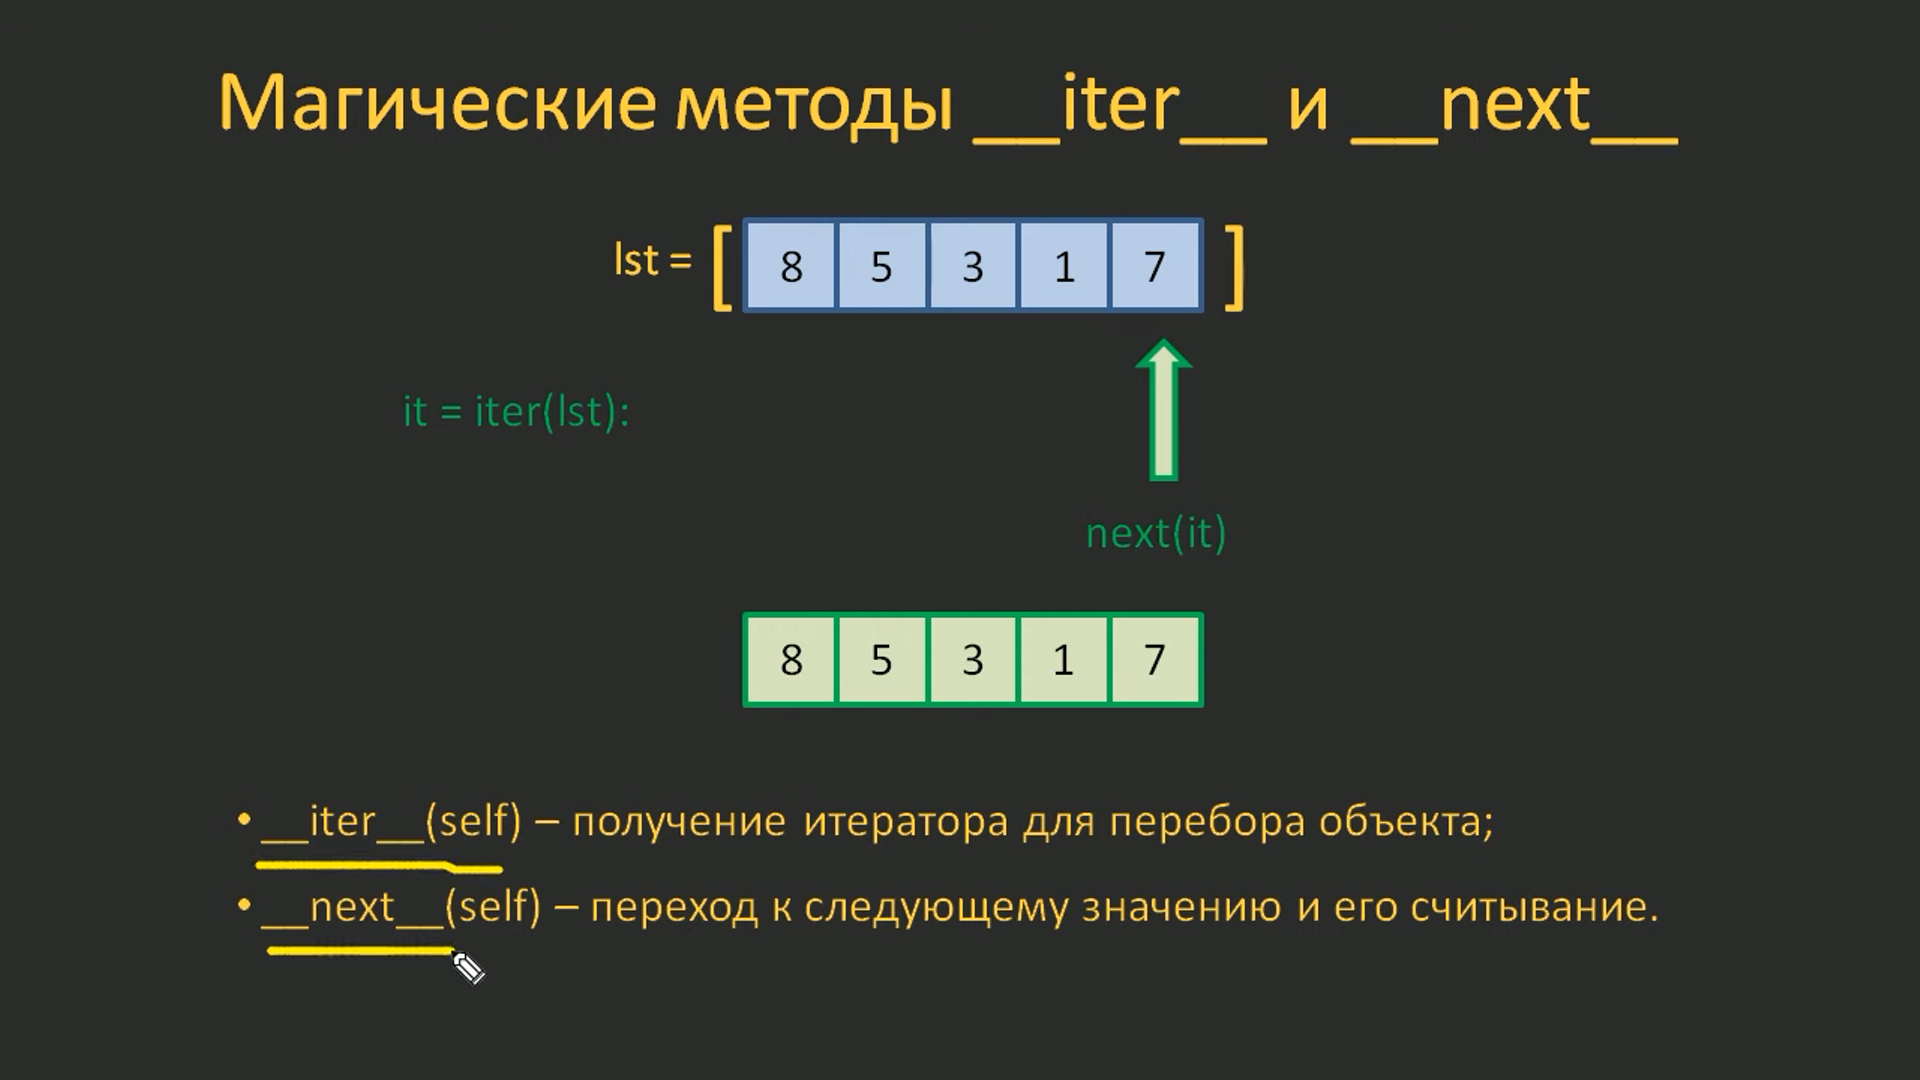 Магические методы __iter__ и __next__
lst = [ 8 5 3 1 7 ]
it = iter(lst):
next(it)
8 5 3 1 7
• __iter__(self) – получение итератора для перебора объекта;
• __next__(self) – переход к следующему значению и его считывание.